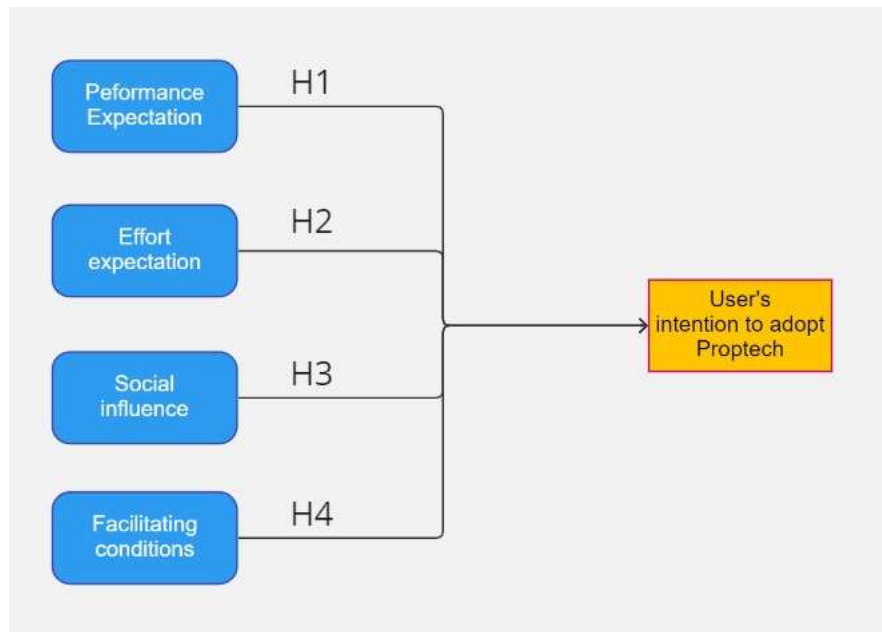 Peformance
Expectation
H1
Effort
expectation
H2
User's
intention to adopt
Proptech
Social
influence
H3
Facilitating
conditions
H4